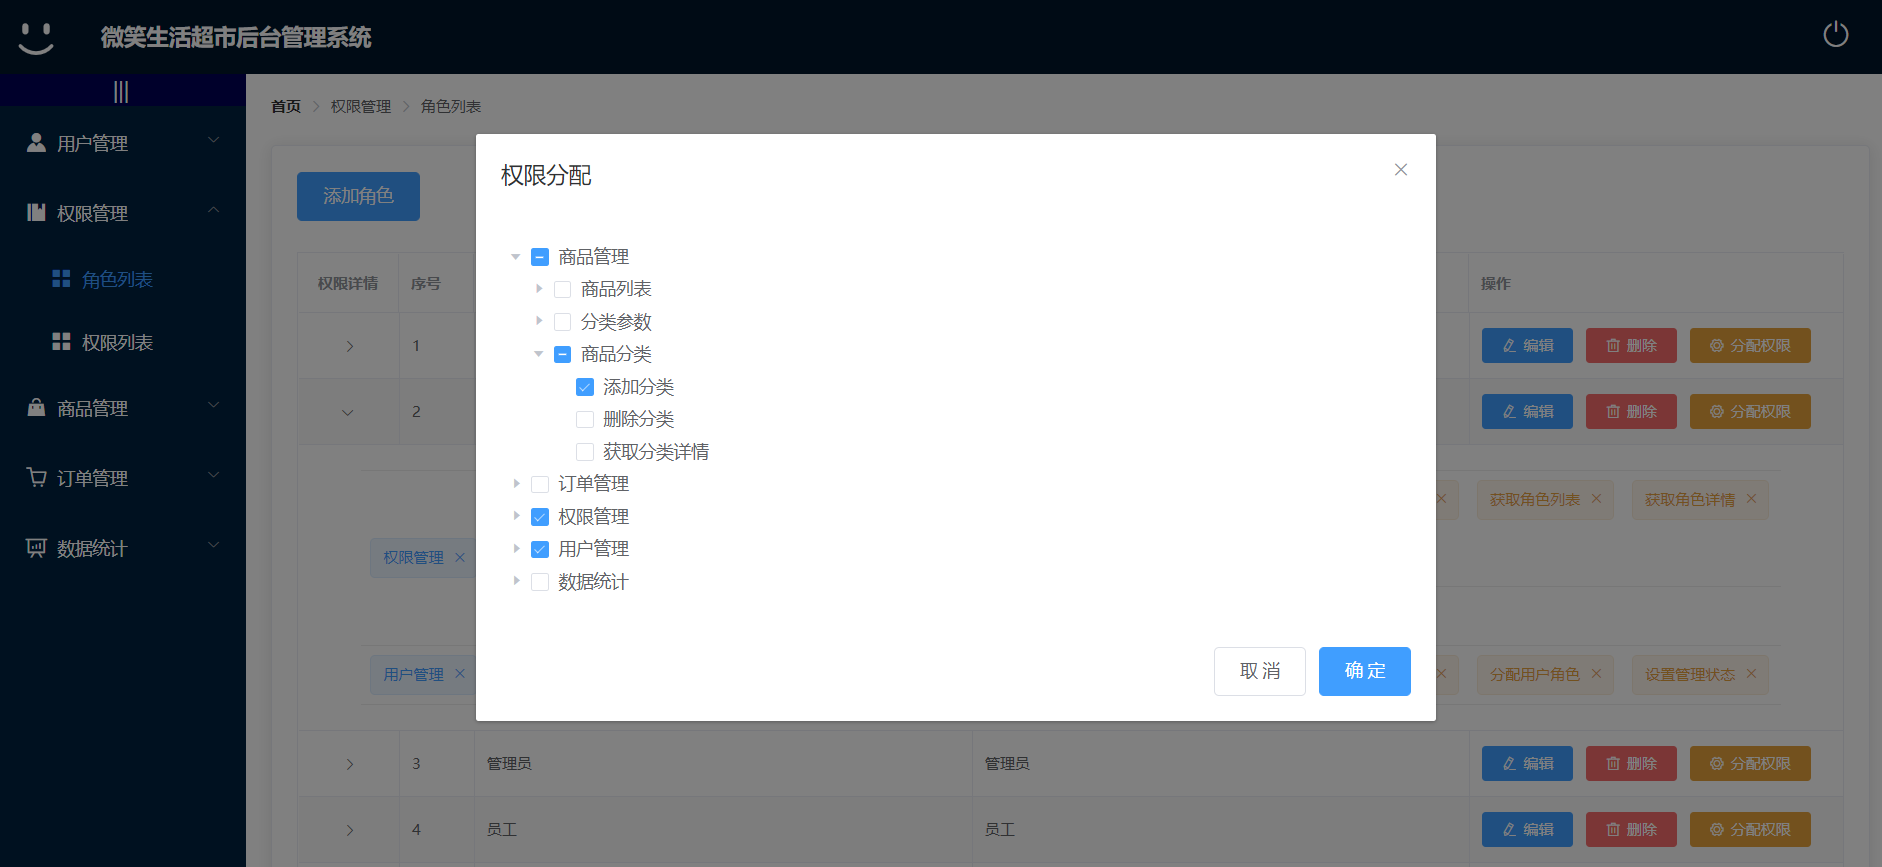 微笑生活超市后台管理系统
首页 权限管理 角色列表
用户管理
权限管理
角色列表
权限列表
商品管理
订单管理
数据统计
添加角色
权限详情 序号 操作
1 编辑 删除 分配权限
2 编辑 删除 分配权限
获取角色列表 获取角色详情
权限管理
用户管理 分配用户角色 设置管理状态
3 管理员 管理员 编辑 删除 分配权限
4 员工 员工 编辑 删除 分配权限
权限分配
商品管理
商品列表
分类参数
商品分类
添加分类
删除分类
获取分类详情
订单管理
权限管理
用户管理
数据统计
取消 确定